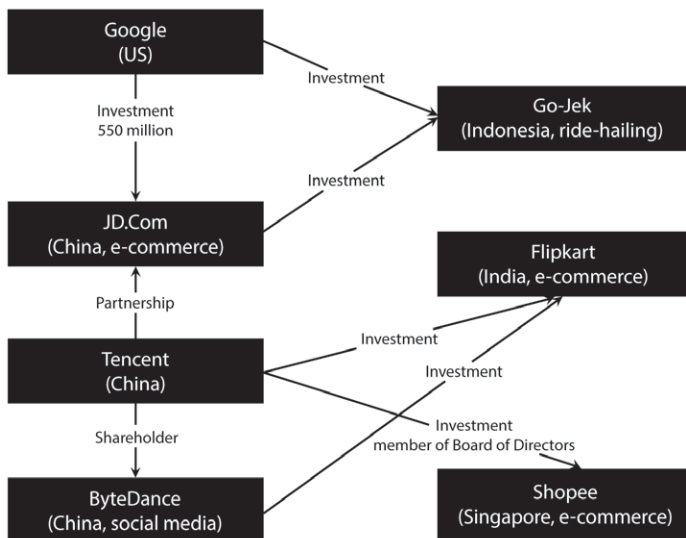 Google
(US)
Investment
Investment
550 million
Go-Jek
(Indonesia, ride-hailing)
Investment
JD.Com
(China, e-commerce)
Flipkart
(India, e-commerce)
Partnership
Investment
Tencent
(China)
Investment
Shareholder
Investment
member of Board of Directors
ByteDance
(China, social media)
Shopee
(Singapore, e-commerce)